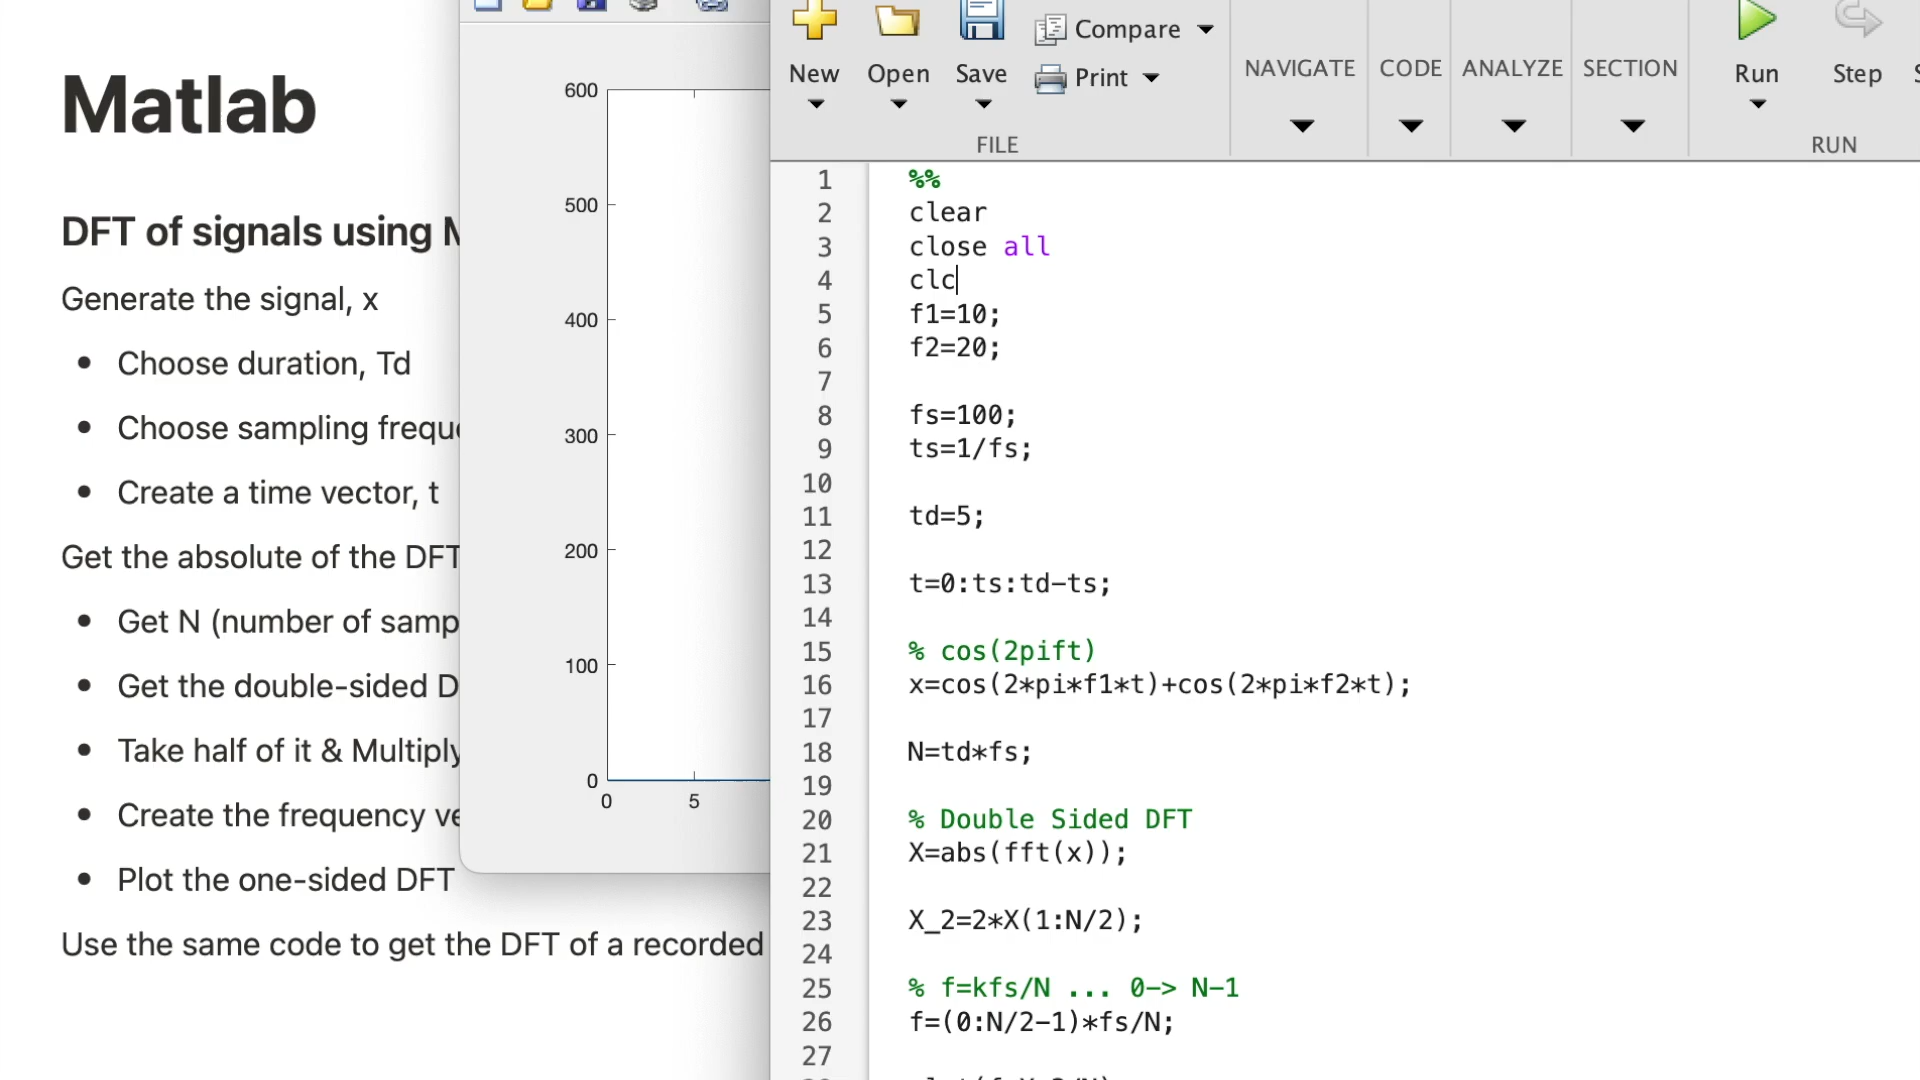 Matlab
DFT of signals using
Generate the signal, x
• Choose duration, Td
• Choose sampling
• Create a time vector, t
Get the absolute of the DFT
• Get N (number of
• Get the double-sided
• Take half of it & Multiply
• Create the frequency
• Plot the one-sided DFT
Use the same code to get the DFT of a recorded
600
500
400
300
200
100
0
0 5
New
Open
Save
Compare
Print
FILE
NAVIGATE
CODE
ANALYZE
SECTION
Run
Step
RUN
1 %%
2 clear
3 close all
4 clc
5 f1=10;
6 f2=20;
7
8 fs=100;
9 ts=1/fs;
10
11 td=5;
12
13 t=0:ts:td-ts;
14
15 % cos(2pift)
16 x=cos(2*pi*f1*t)+cos(2*pi*f2*t);
17
18 N=td*fs;
19
20 % Double Sided DFT
21 X=abs(fft(x));
22
23 X_2=2*X(1:N/2);
24
25 % f=kfs/N ... 0-> N-1
26 f=(0:N/2-1)*fs/N;
27